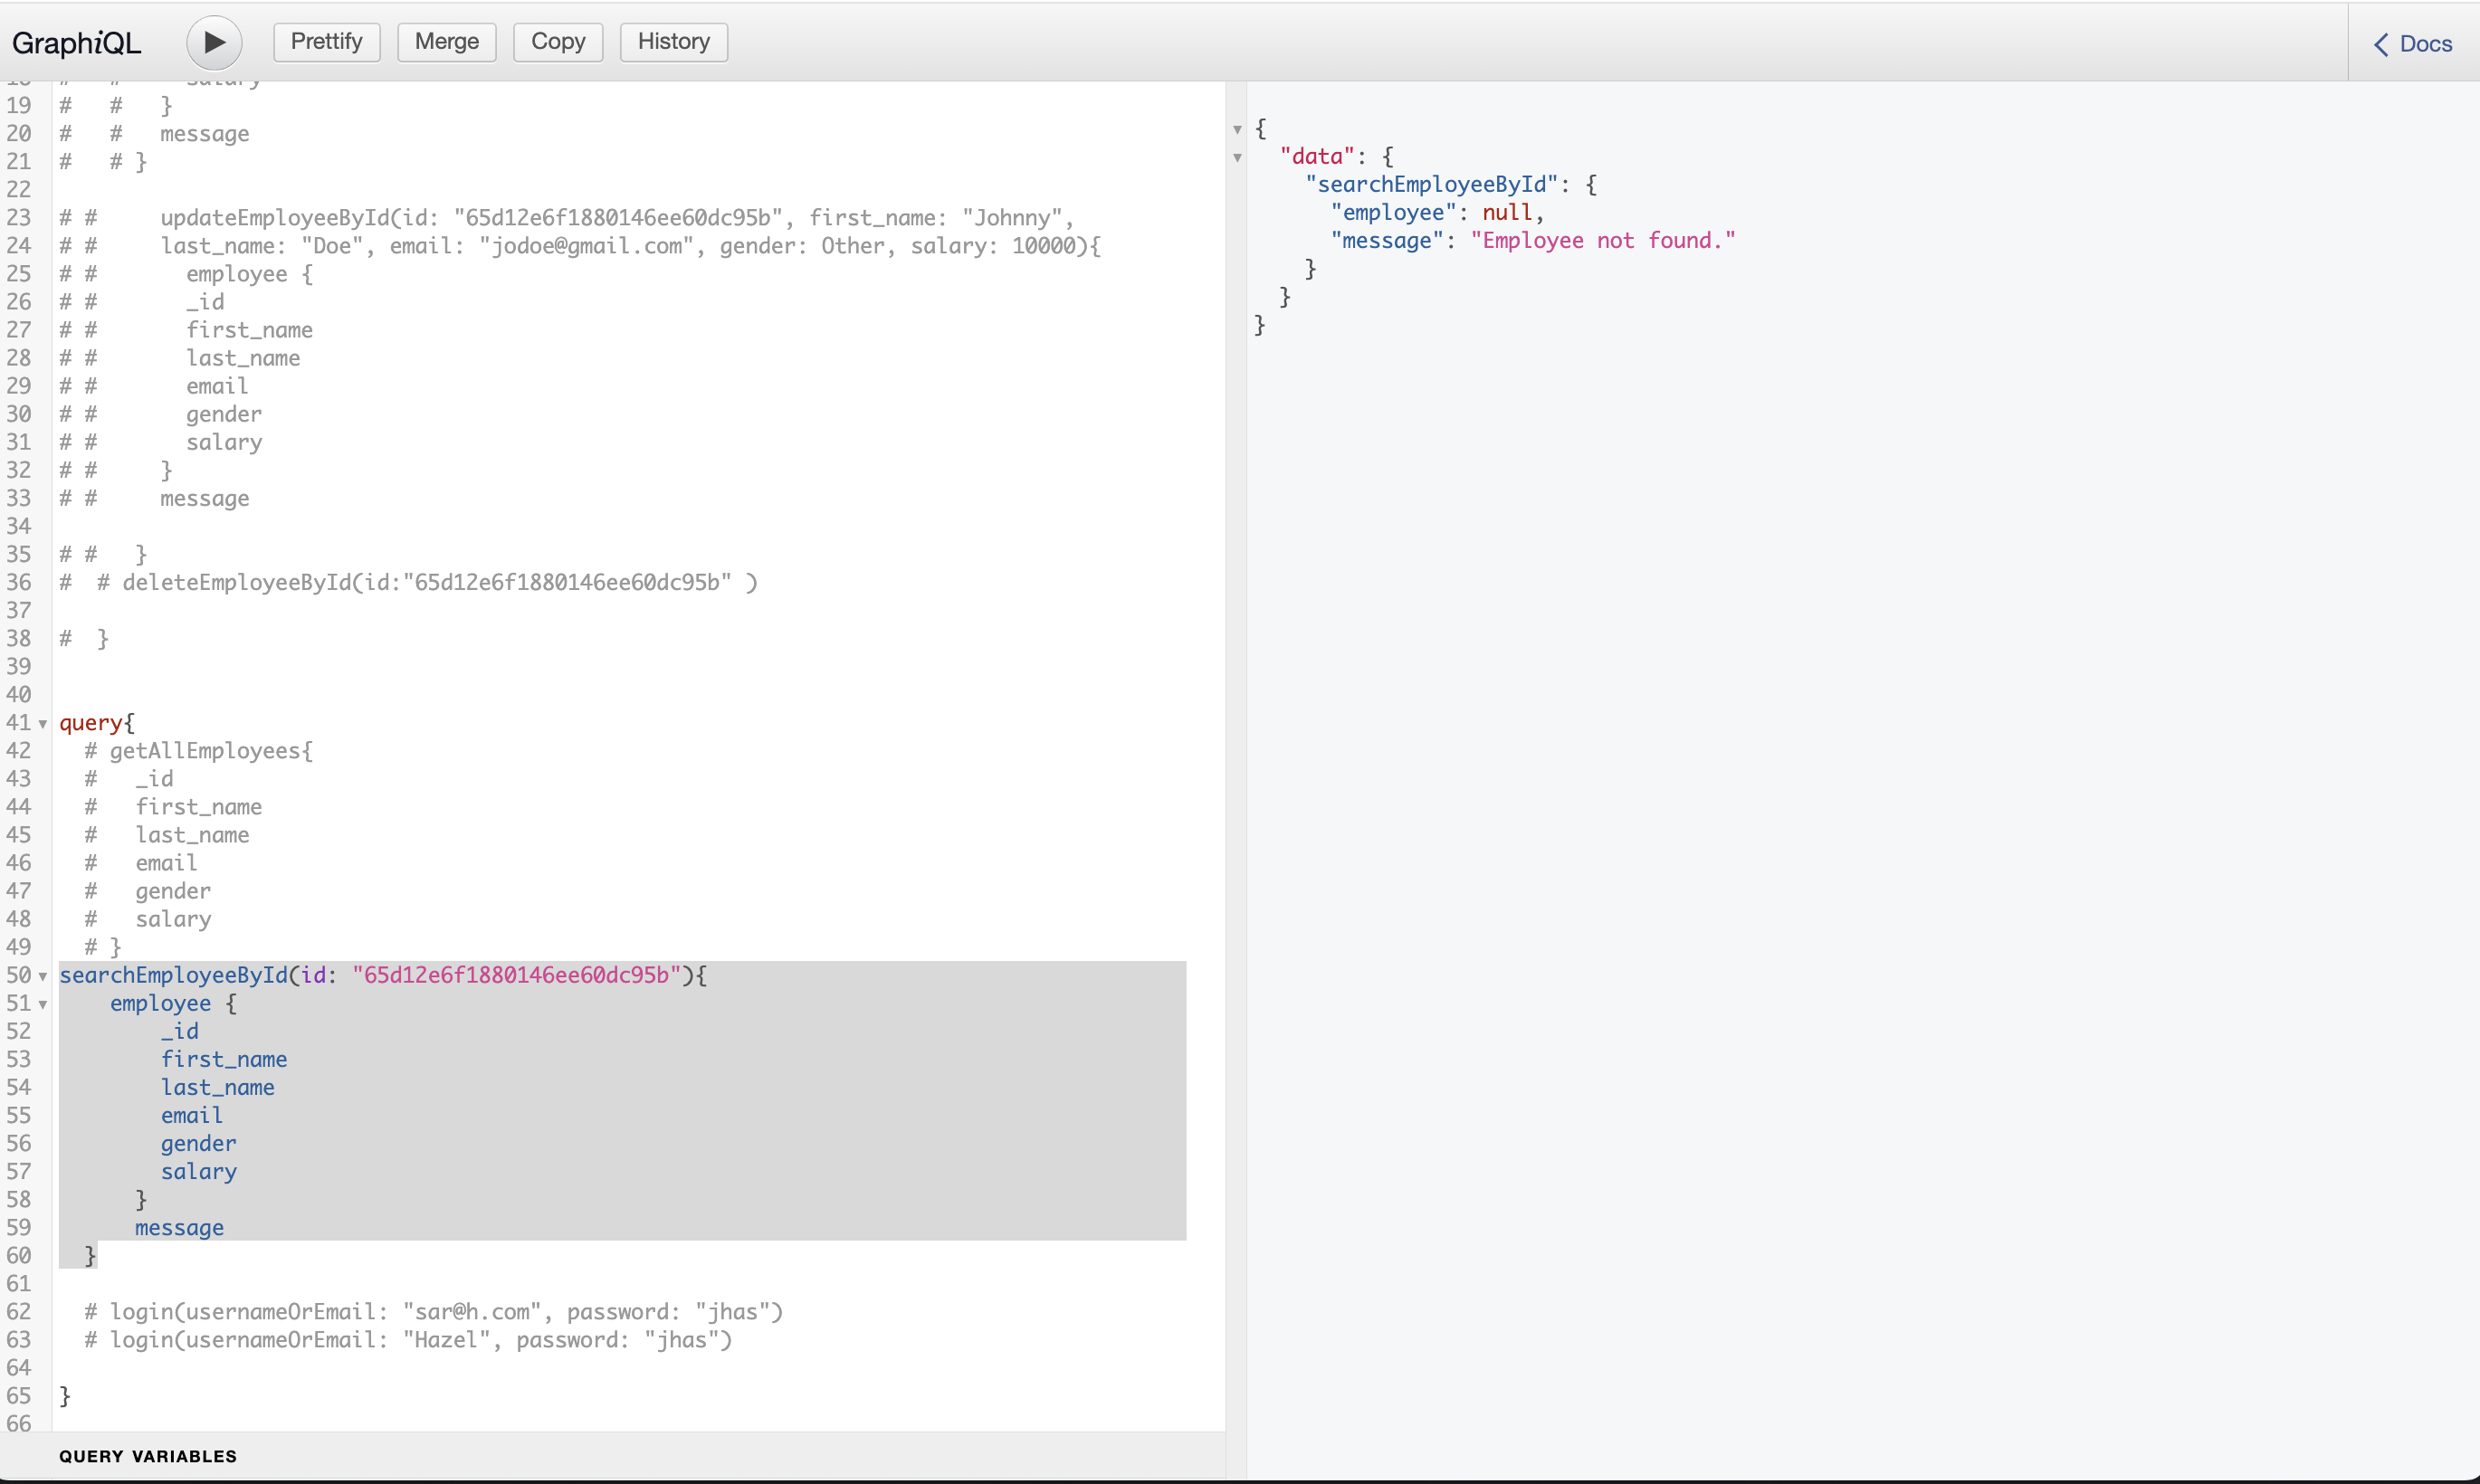 GraphiQL Prettify Merge Copy History Docs
18 # # salary
19 # # }
20 # # message
21 # # }
22
23 # # updateEmployeeById(id: "65d12e6f1880146ee60dc95b", first_name: "Johnny",
24 # # last_name: "Doe", email: "jodoe@gmail.com", gender: Other, salary: 10000){
25 # # employee {
26 # # _id
27 # # first_name
28 # # last_name
29 # # email
30 # # gender
31 # # salary
32 # # }
33 # # message
34
35 # # }
36 # # deleteEmployeeById(id:"65d12e6f1880146ee60dc95b" )
37
38 # }
39
40
41 query{
42 # getAllEmployees{
43 # _id
44 # first_name
45 # last_name
46 # email
47 # gender
48 # salary
49 # }
50 searchEmployeeById(id: "65d12e6f1880146ee60dc95b"){
51 employee {
52 _id
53 first_name
54 last_name
55 email
56 gender
57 salary
58 }
59 message
60 }
61
62 # login(usernameOrEmail: "sar@h.com", password: "jhas")
63 # login(usernameOrEmail: "Hazel", password: "jhas")
64
65 }
66
QUERY VARIABLES
{
"data": {
"searchEmployeeById": {
"employee": null,
"message": "Employee not found."
}
}
}